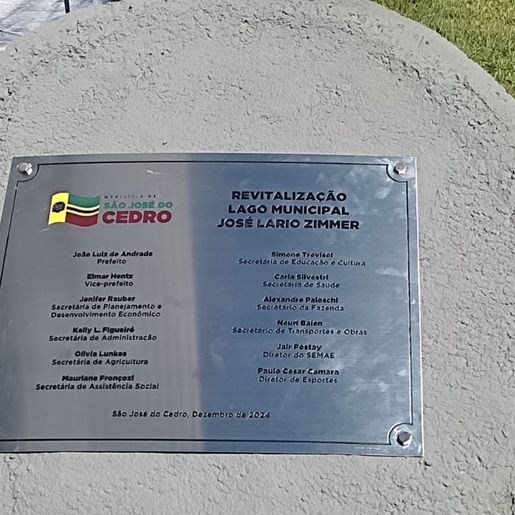 MUNICÍPIO DE
SÃO JOSÉ DO
CEDRO
REVITALIZAÇÃO
LAGO MUNICIPAL
JOSÉ LARIO ZIMMER
João Luiz de Andrade
Prefeito
Elmar Hentz
Vice-prefeito
Jenifer Rauber
Secretária de Planejamento e
Desenvolvimento Econômico
Kelly L. Figueiró
Secretária de Administração
Olivia Lunkes
Secretária de Agricultura
Mauriane Fronçozi
Secretária de Assistência Social
Simone Trevisol
Secretária de Educação e Cultura
Carla Silvestri
Secretária de Saúde
Alexandre Paleschi
Secretário da Fazenda
Neuri Balen
Secretário de Transportes e Obras
Jair Postay
Diretor do SEMAE
Paulo Cesar Camara
Diretor de Esportes
São José do Cedro, Dezembro de 2024